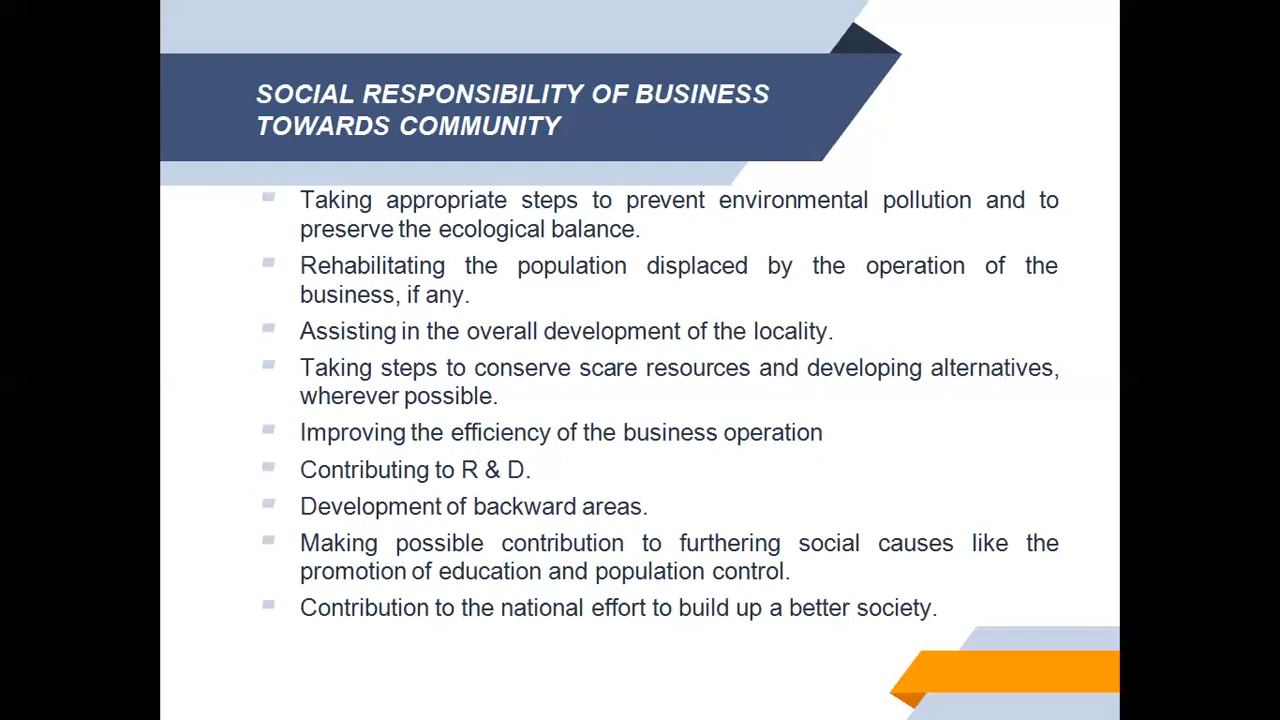 SOCIAL RESPONSIBILITY OF BUSINESS
TOWARDS COMMUNITY
Taking appropriate steps to prevent environmental pollution and to
preserve the ecological balance.
Rehabilitating the population displaced by the operation of the
business, if any.
Assisting in the overall development of the locality.
Taking steps to conserve scare resources and developing alternatives,
wherever possible.
Improving the efficiency of the business operation
Contributing to R & D.
Development of backward areas.
Making possible contribution to furthering social causes like the
promotion of education and population control.
Contribution to the national effort to build up a better society.